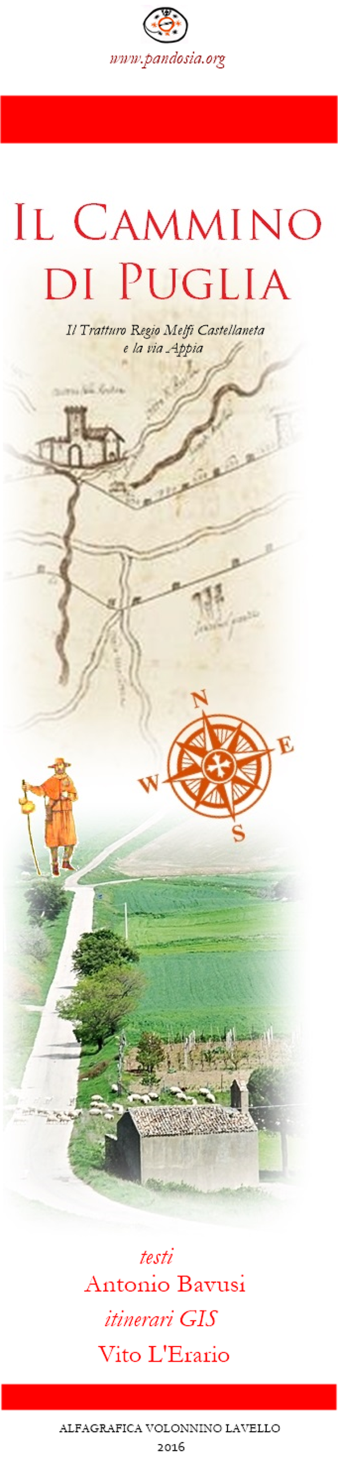 www.pandosia.org
IL CAMMINO
DI PUGLIA
Il Tratturo Regio Melfi Castellaneta
e la via Appia
N
E
W
S
testi
Antonio Bavusi
itinerari GIS
Vito L'Erario
ALFAGRAFICA VOLONNINO LAVELLO
2016